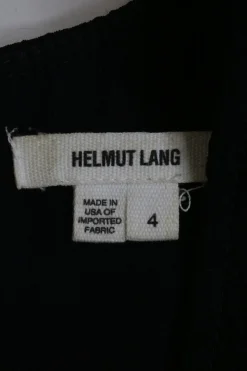 HELMUT LANG
MADE IN
USA OF
IMPORTED
FABRIC
4